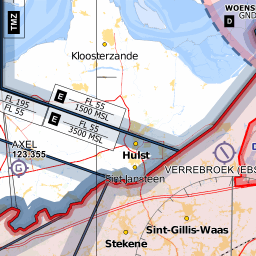 TMZ
WOENS
D
GND
Kloosterzande
E
FL 55
1500 MSL
FL 195
FL 55
E
FL 55
3500 MSL
AXEL
123.355
G
Hulst
Sint Jansteen
VERREBROEK (EBS
D
Sint-Gillis-Waas
Stekene